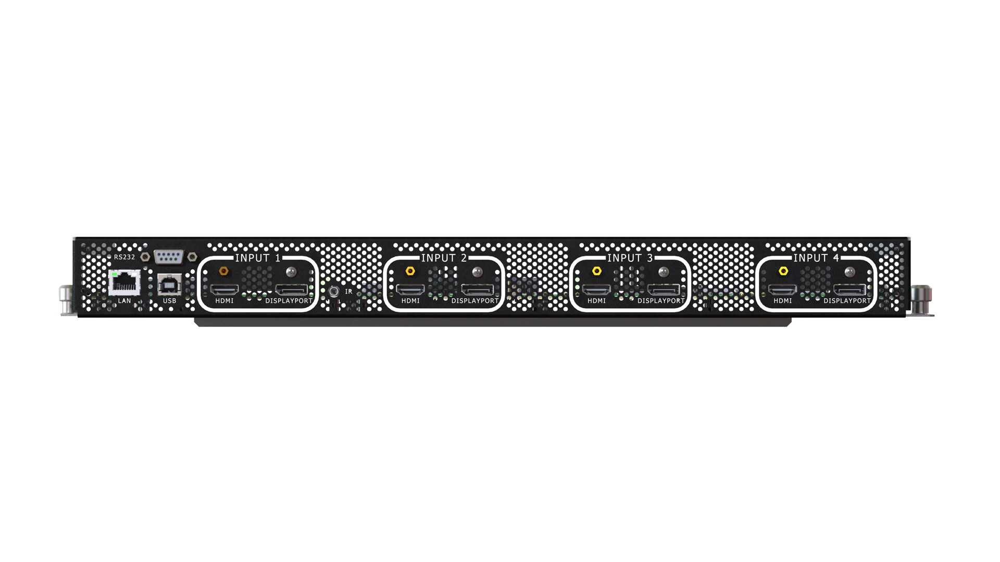 RS232
LAN
USB
INPUT 1
HDMI
DISPLAYPORT
IR
INPUT 2
HDMI
DISPLAYPORT
INPUT 3
HDMI
DISPLAYPORT
INPUT 4
HDMI
DISPLAYPORT